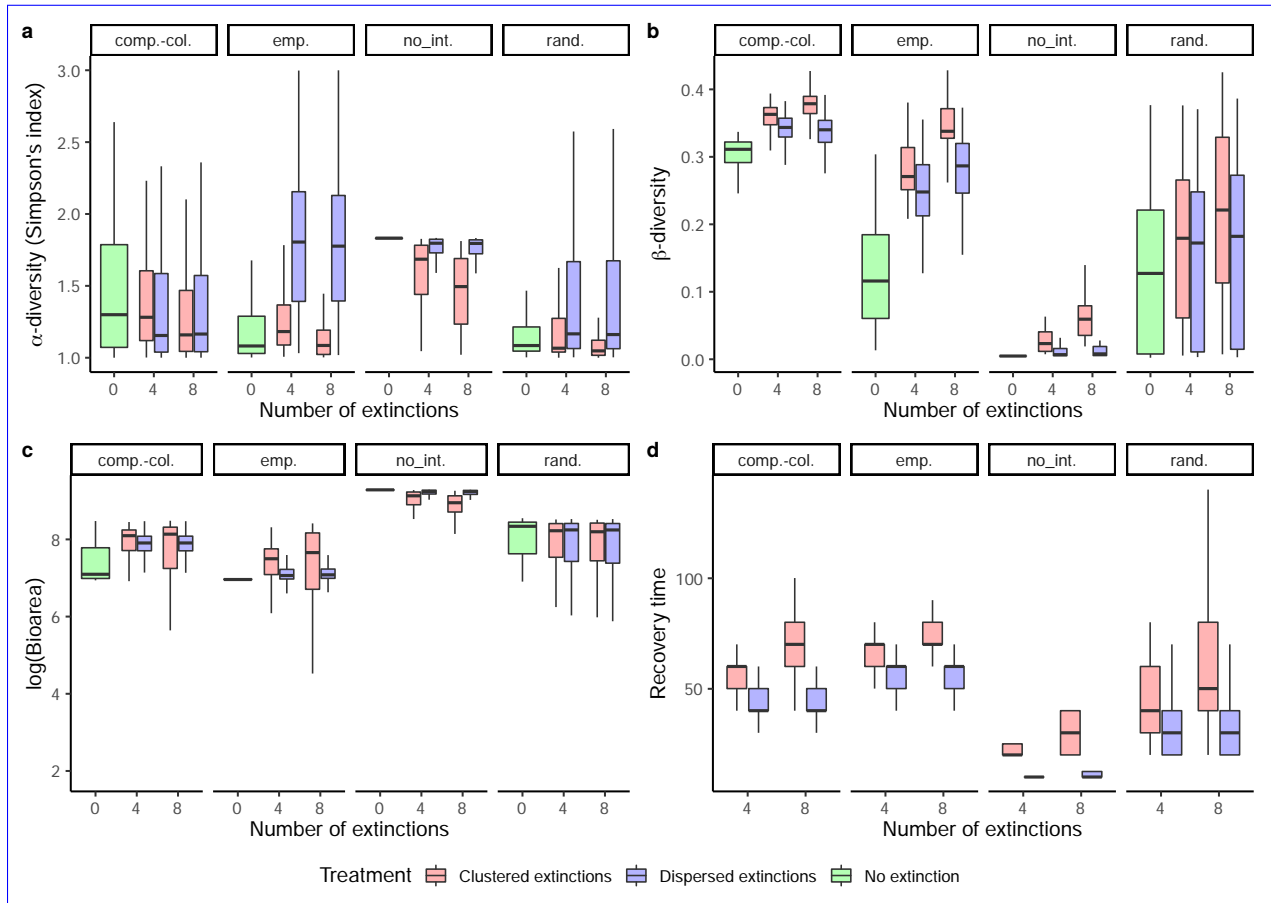 a
comp.-col. emp. no_int. rand.
α-diversity (Simpson's index)
3.0
2.5
2.0
1.5
1.0
0 4 8 0 4 8 0 4 8 0 4 8
Number of extinctions
b
comp.-col. emp. no_int. rand.
β-diversity
0.4
0.3
0.2
0.1
0.0
0 4 8 0 4 8 0 4 8 0 4 8
Number of extinctions
c
comp.-col. emp. no_int. rand.
log(Bioarea)
8
6
4
2
0 4 8 0 4 8 0 4 8 0 4 8
Number of extinctions
d
comp.-col. emp. no_int. rand.
Recovery time
100
50
4 8 4 8 4 8 4 8
Number of extinctions
Treatment Clustered extinctions Dispersed extinctions No extinction